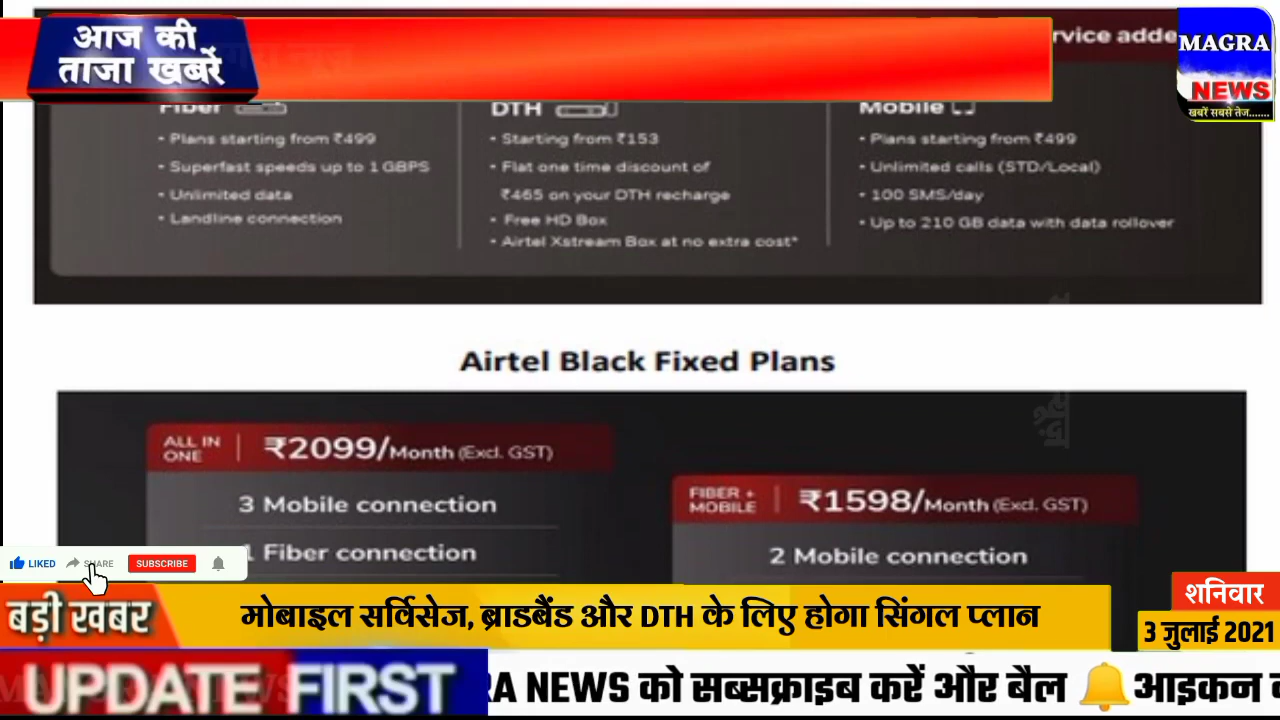 आज की
ताजा खबरें
rvice adde
MAGRA
NEWS
खबरें सबसे तेज.......
Fiber
• Plans starting from ₹499
• Superfast speeds up to 1 GBPS
• Unlimited data
• Landline connection
DTH
• Starting from ₹153
• Flat one time discount of
₹465 on your DTH recharge
• Free HD Box
• Airtel Xstream Box at no extra cost*
Mobile
• Plans starting from ₹499
• Unlimited calls (STD/Local)
• 100 SMS/day
• Up to 210 GB data with data rollover
Airtel Black Fixed Plans
ALL IN
ONE
₹2099/Month (Excl. GST)
3 Mobile connection
1 Fiber connection
FIBER +
MOBILE
₹1598/Month (Excl. GST)
2 Mobile connection
LIKED
SHARE
SUBSCRIBE
बड़ी खबर
मोबाइल सर्विसेज, ब्राडबैंड और DTH के लिए होगा सिंगल प्लान
शनिवार
3 जुलाई 2021
UPDATE FIRST
RA NEWS को सब्सक्राइब करें और बैल 🔔 आइकन